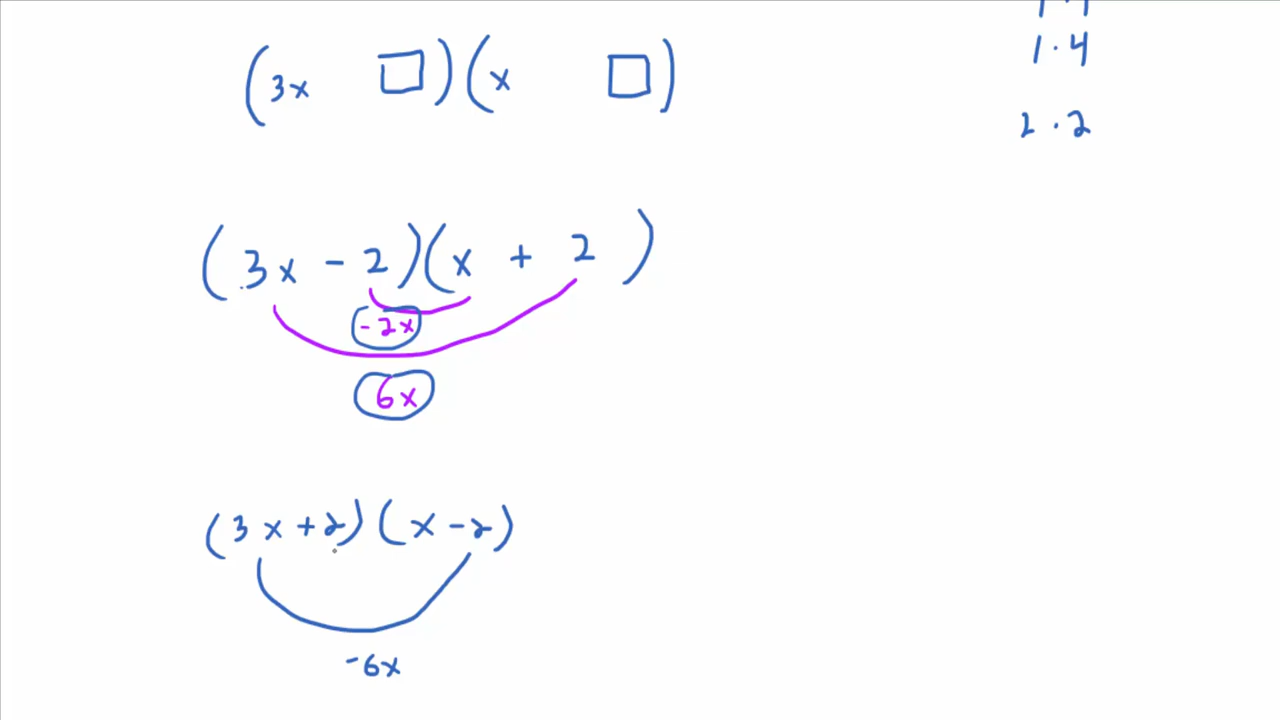 (3x □)(x □)
1 · 4
2 · 2
(3x - 2)(x + 2)
-2x
6x
(3x+2)(x-2)
-6x